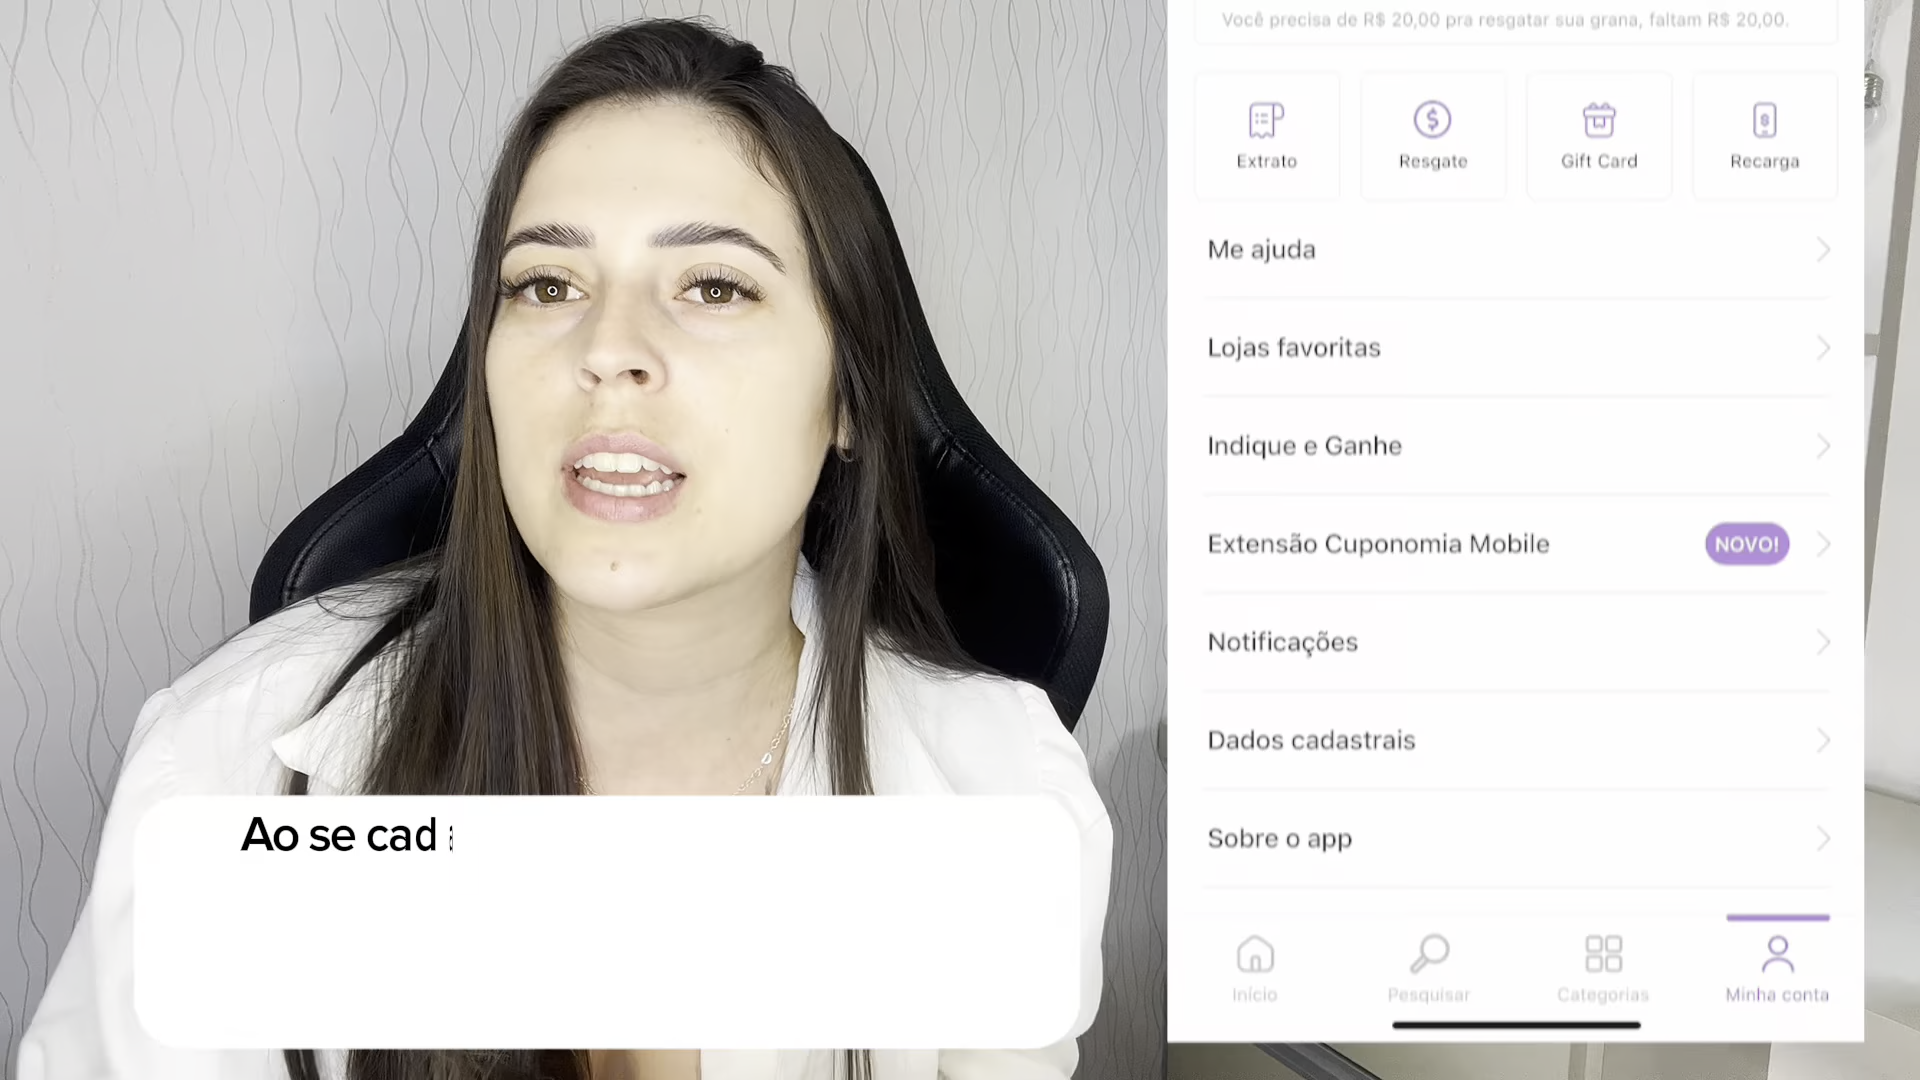 Você precisa de R$ 20,00 pra resgatar sua grana, faltam R$ 20,00.
Extrato
Resgate
Gift Card
Recarga
Me ajuda
Lojas favoritas
Indique e Ganhe
Extensão Cuponomia Mobile
NOVO!
Notificações
Dados cadastrais
Sobre o app
Início
Pesquisar
Categorias
Minha conta
Ao se cad